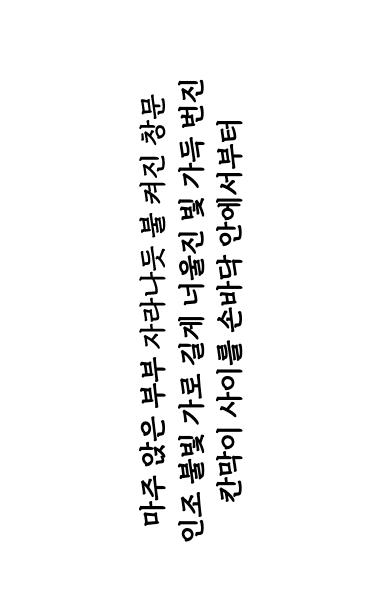 마주 앉은 부부 자라나듯 불 켜진 창문
인조 불빛 가로 길게 너울진 빛 가득 번진
칸막이 사이를 손바닥 안에서부터